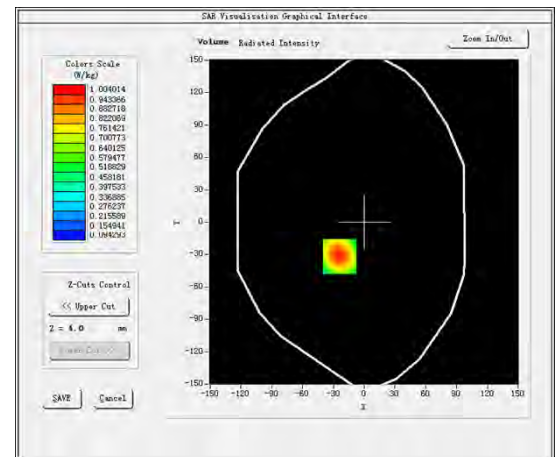 SAR Visualisation Graphical Interface
Volume Radiated Intensity
Zoom In/Out
Colors Scale
(W/kg)
1.004014
0.943366
0.882718
0.822069
0.761421
0.700773
0.640125
0.579477
0.518829
0.458181
0.397533
0.336885
0.276237
0.215589
0.154941
0.094293
150
120
90
60
30
0
-30
-60
-90
-120
-150
Y
-150 -120 -90 -60 -30 0 30 60 90 120 150
X
Z-Cuts Control
<< Upper Cut
Z = 4.0 mm
SAVE
Cancel